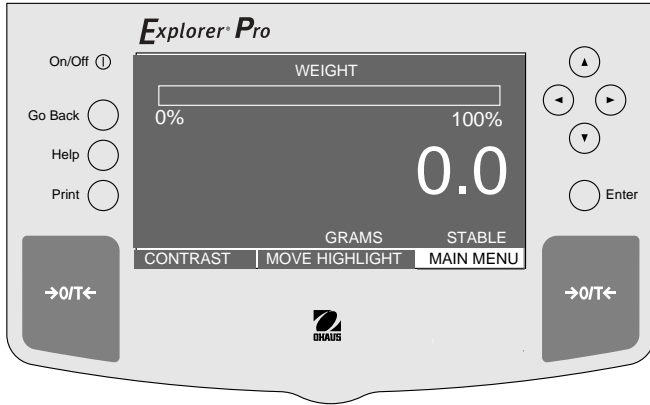 Explorer® Pro
On/Off
WEIGHT
Go Back
0% 100%
Help
0.0
Print
Enter
GRAMS STABLE
CONTRAST MOVE HIGHLIGHT MAIN MENU
→0/T← →0/T←
OHAUS